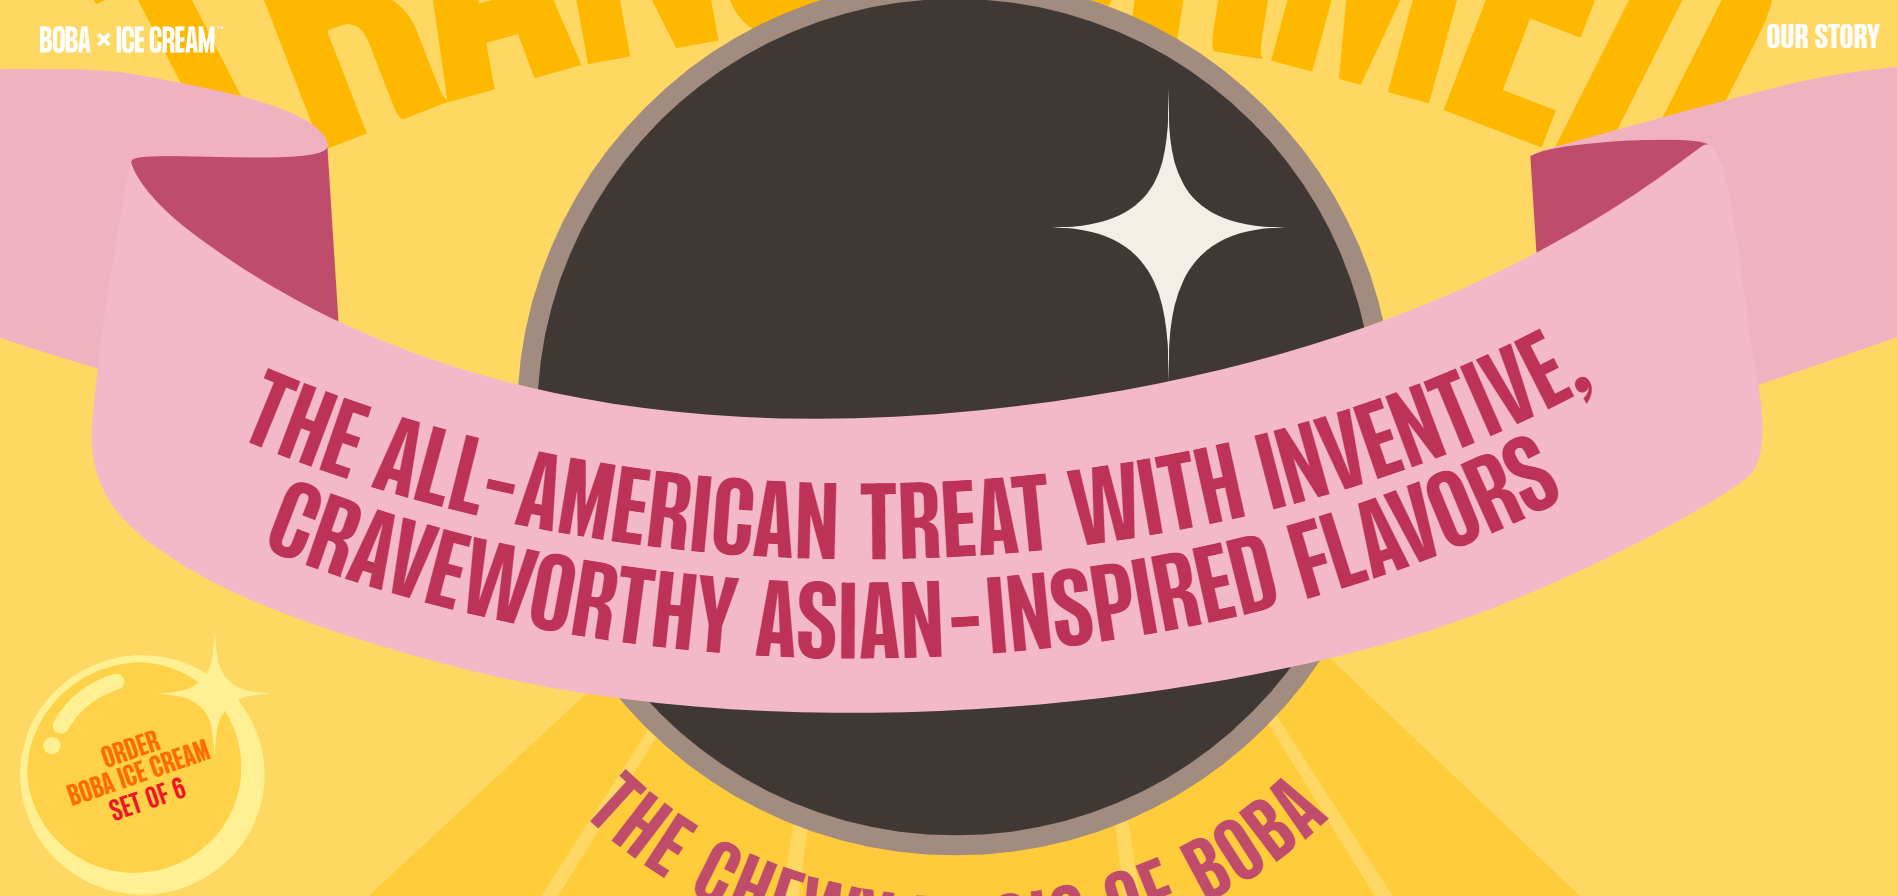 BOBA × ICE CREAM™
OUR STORY
THE ALL-AMERICAN TREAT WITH INVENTIVE,
CRAVEWORTHY ASIAN-INSPIRED FLAVORS
ORDER
BOBA ICE CREAM
SET OF 6
THE CHEWY OF BOBA